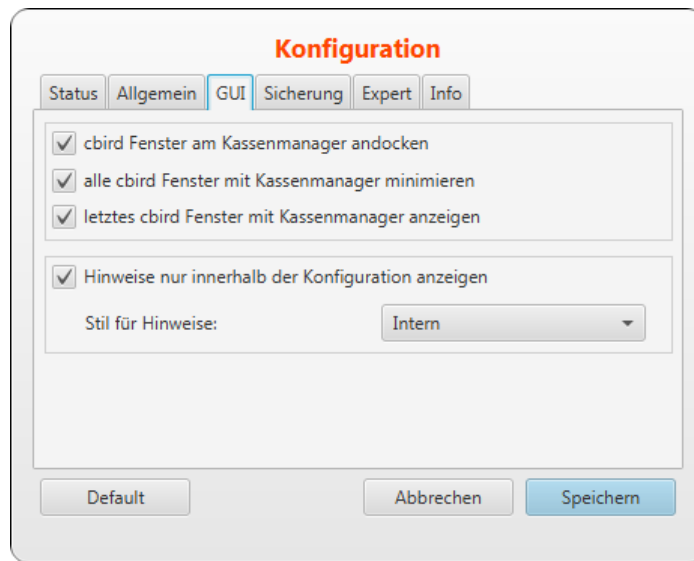 Konfiguration
Status Allgemein GUI Sicherung Expert Info
cbird Fenster am Kassenmanager andocken
alle cbird Fenster mit Kassenmanager minimieren
letztes cbird Fenster mit Kassenmanager anzeigen
Hinweise nur innerhalb der Konfiguration anzeigen
Stil für Hinweise: Intern
Default Abbrechen Speichern